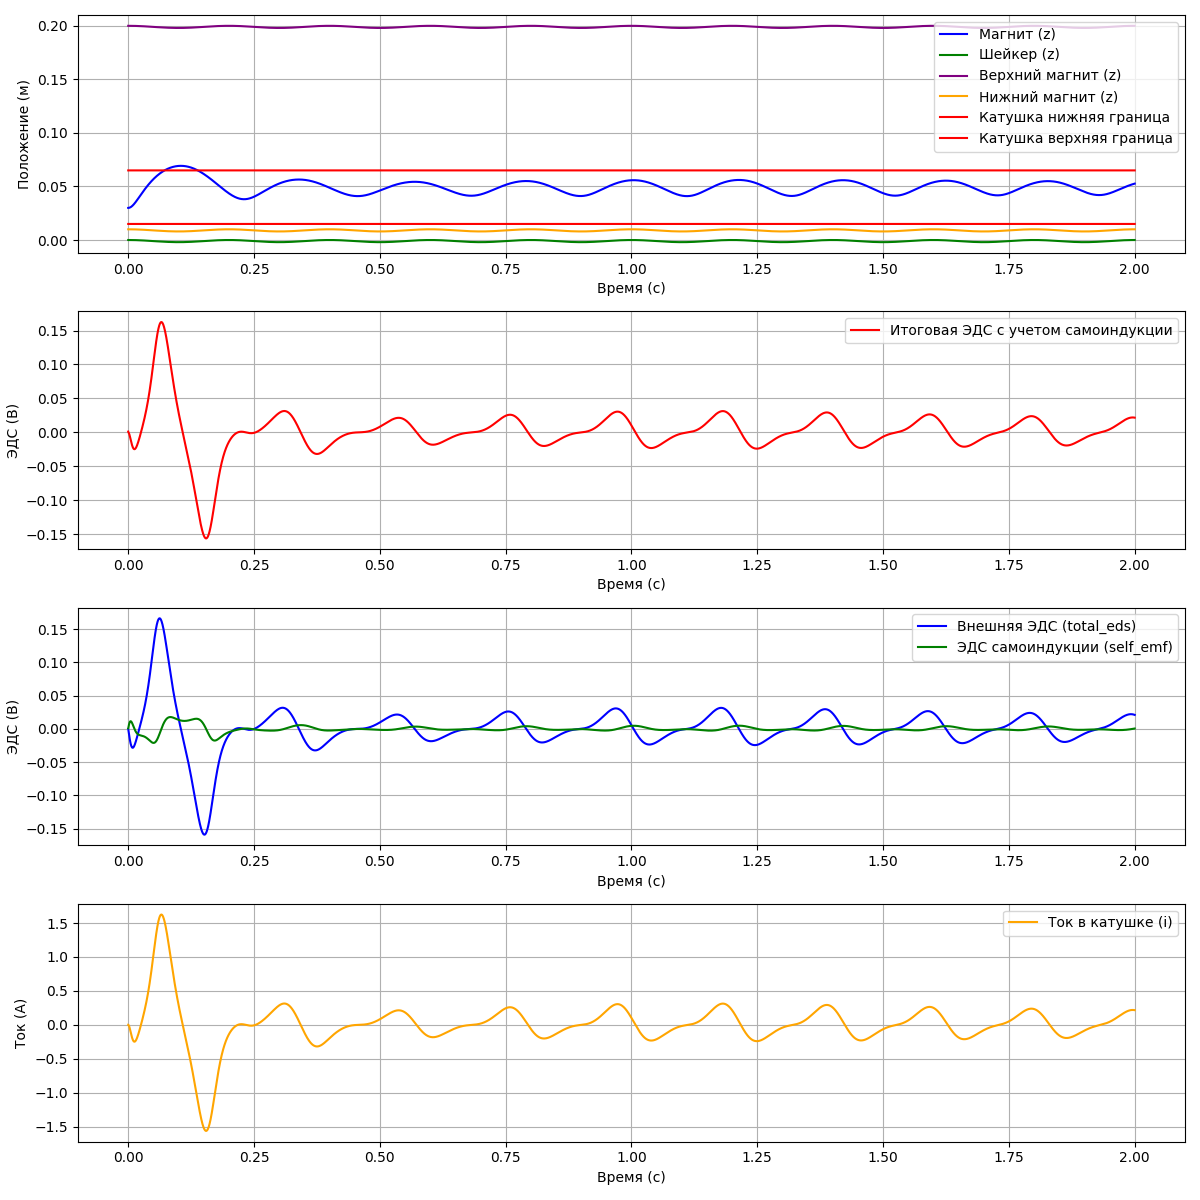 Положение (м)
0.20
0.15
0.10
0.05
0.00
Магнит (z)
Шейкер (z)
Верхний магнит (z)
Нижний магнит (z)
Катушка нижняя граница
Катушка верхняя граница
0.00 0.25 0.50 0.75 1.00 1.25 1.50 1.75 2.00
Время (с)
ЭДС (В)
0.15
0.10
0.05
0.00
−0.05
−0.10
−0.15
Итоговая ЭДС с учетом самоиндукции
0.00 0.25 0.50 0.75 1.00 1.25 1.50 1.75 2.00
Время (с)
ЭДС (В)
0.15
0.10
0.05
0.00
−0.05
−0.10
−0.15
Внешняя ЭДС (total_eds)
ЭДС самоиндукции (self_emf)
0.00 0.25 0.50 0.75 1.00 1.25 1.50 1.75 2.00
Время (с)
Ток (А)
1.5
1.0
0.5
0.0
−0.5
−1.0
−1.5
Ток в катушке (i)
0.00 0.25 0.50 0.75 1.00 1.25 1.50 1.75 2.00
Время (с)